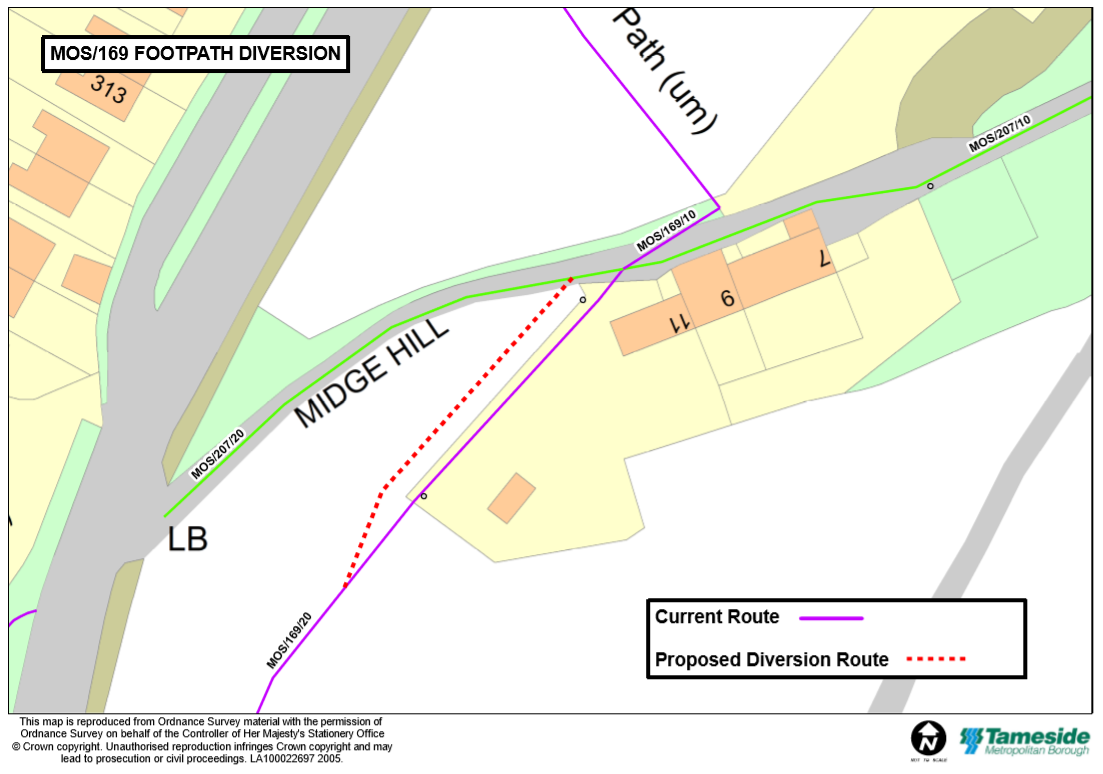 MOS/169 FOOTPATH DIVERSION
313
Path (um)
MOS/207/10
MOS/169/10
7
9
11
MIDGE HILL
MOS/207/20
LB
MOS/169/20
Current Route
Proposed Diversion Route
This map is reproduced from Ordnance Survey material with the permission of
Ordnance Survey on behalf of the Controller of Her Majesty's Stationery Office
© Crown copyright. Unauthorised reproduction infringes Crown copyright and may
lead to prosecution or civil proceedings. LA100022697 2005.
N
NOT TO SCALE
Tameside
Metropolitan Borough